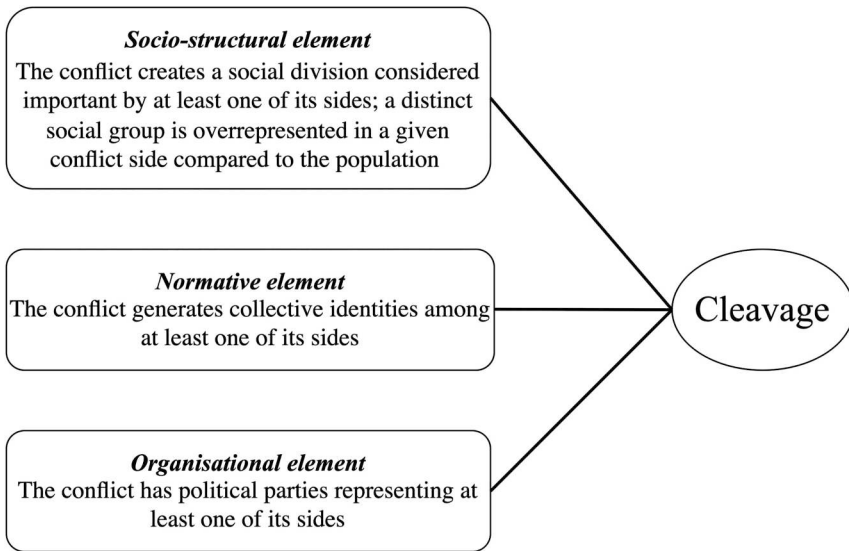 Socio-structural element
The conflict creates a social division considered
important by at least one of its sides; a distinct
social group is overrepresented in a given
conflict side compared to the population
Normative element
The conflict generates collective identities among
at least one of its sides
Organisational element
The conflict has political parties representing at
least one of its sides
Cleavage